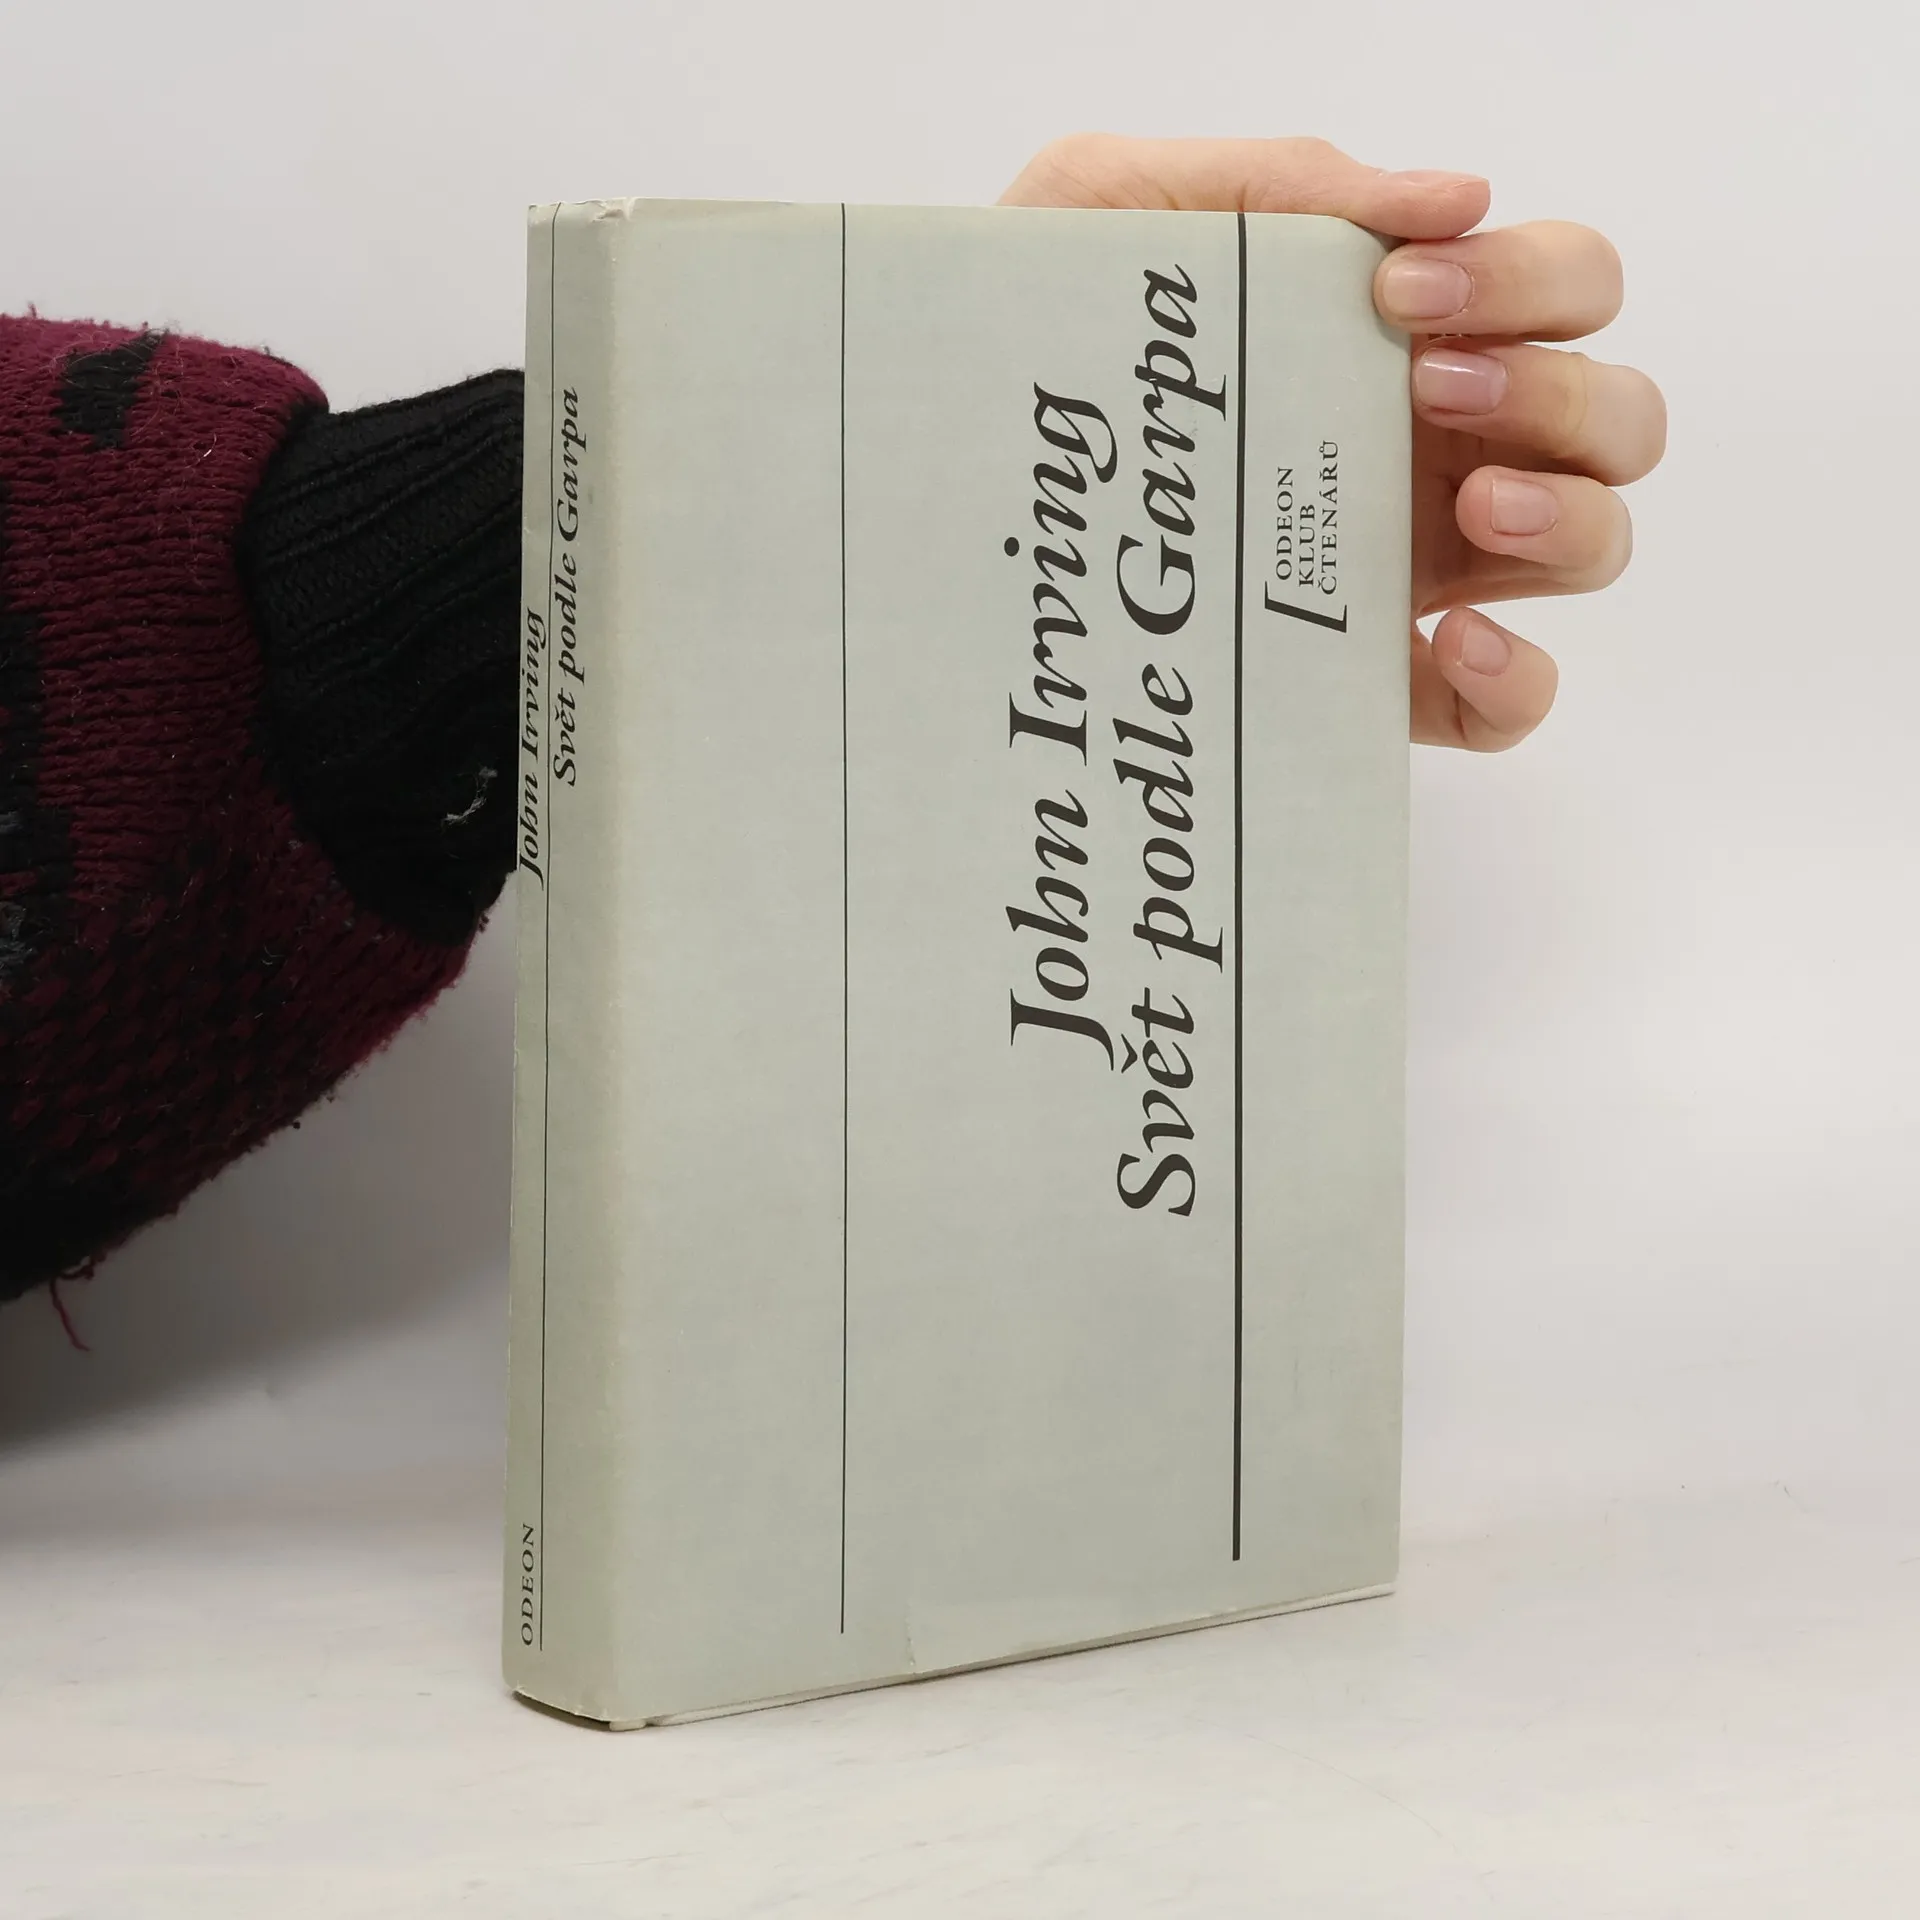 John Irving
Svět podle Garpa
ODEON
John Irving
Svět podle Garpa
[ODEON
KLUB
ČTENÁŘŮ